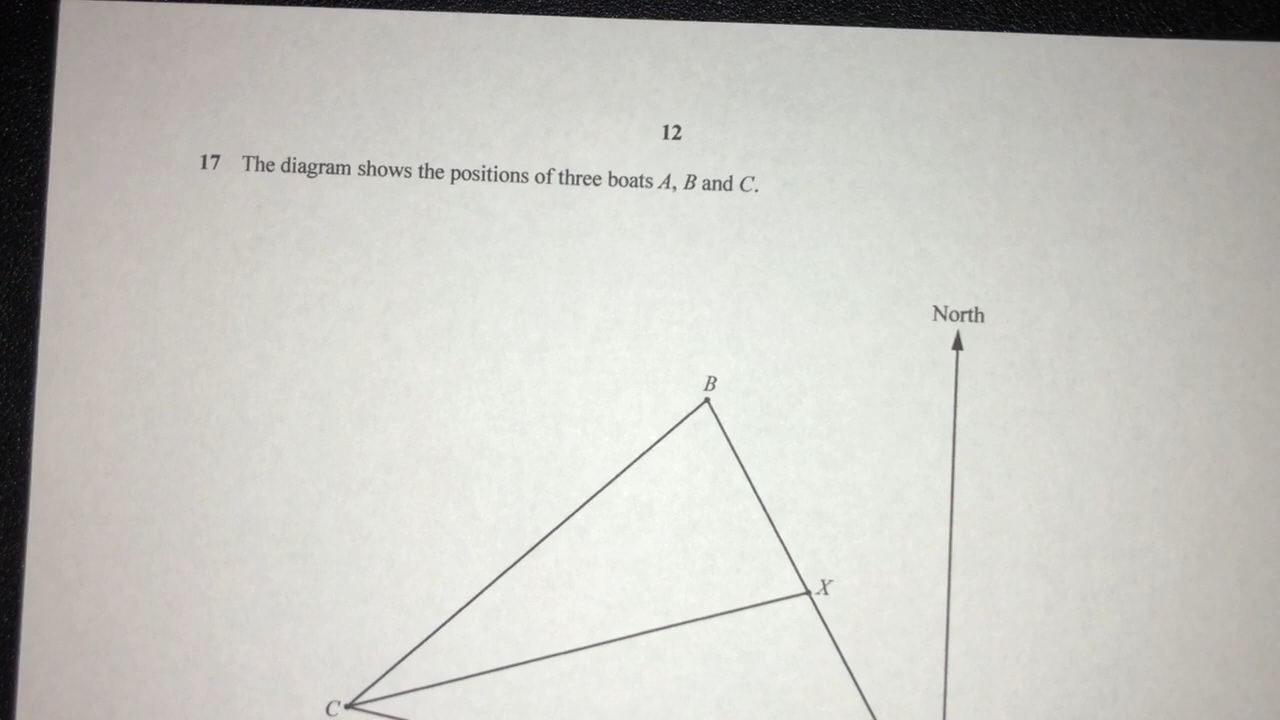 12
17 The diagram shows the positions of three boats A, B and C.
North
B
X
C